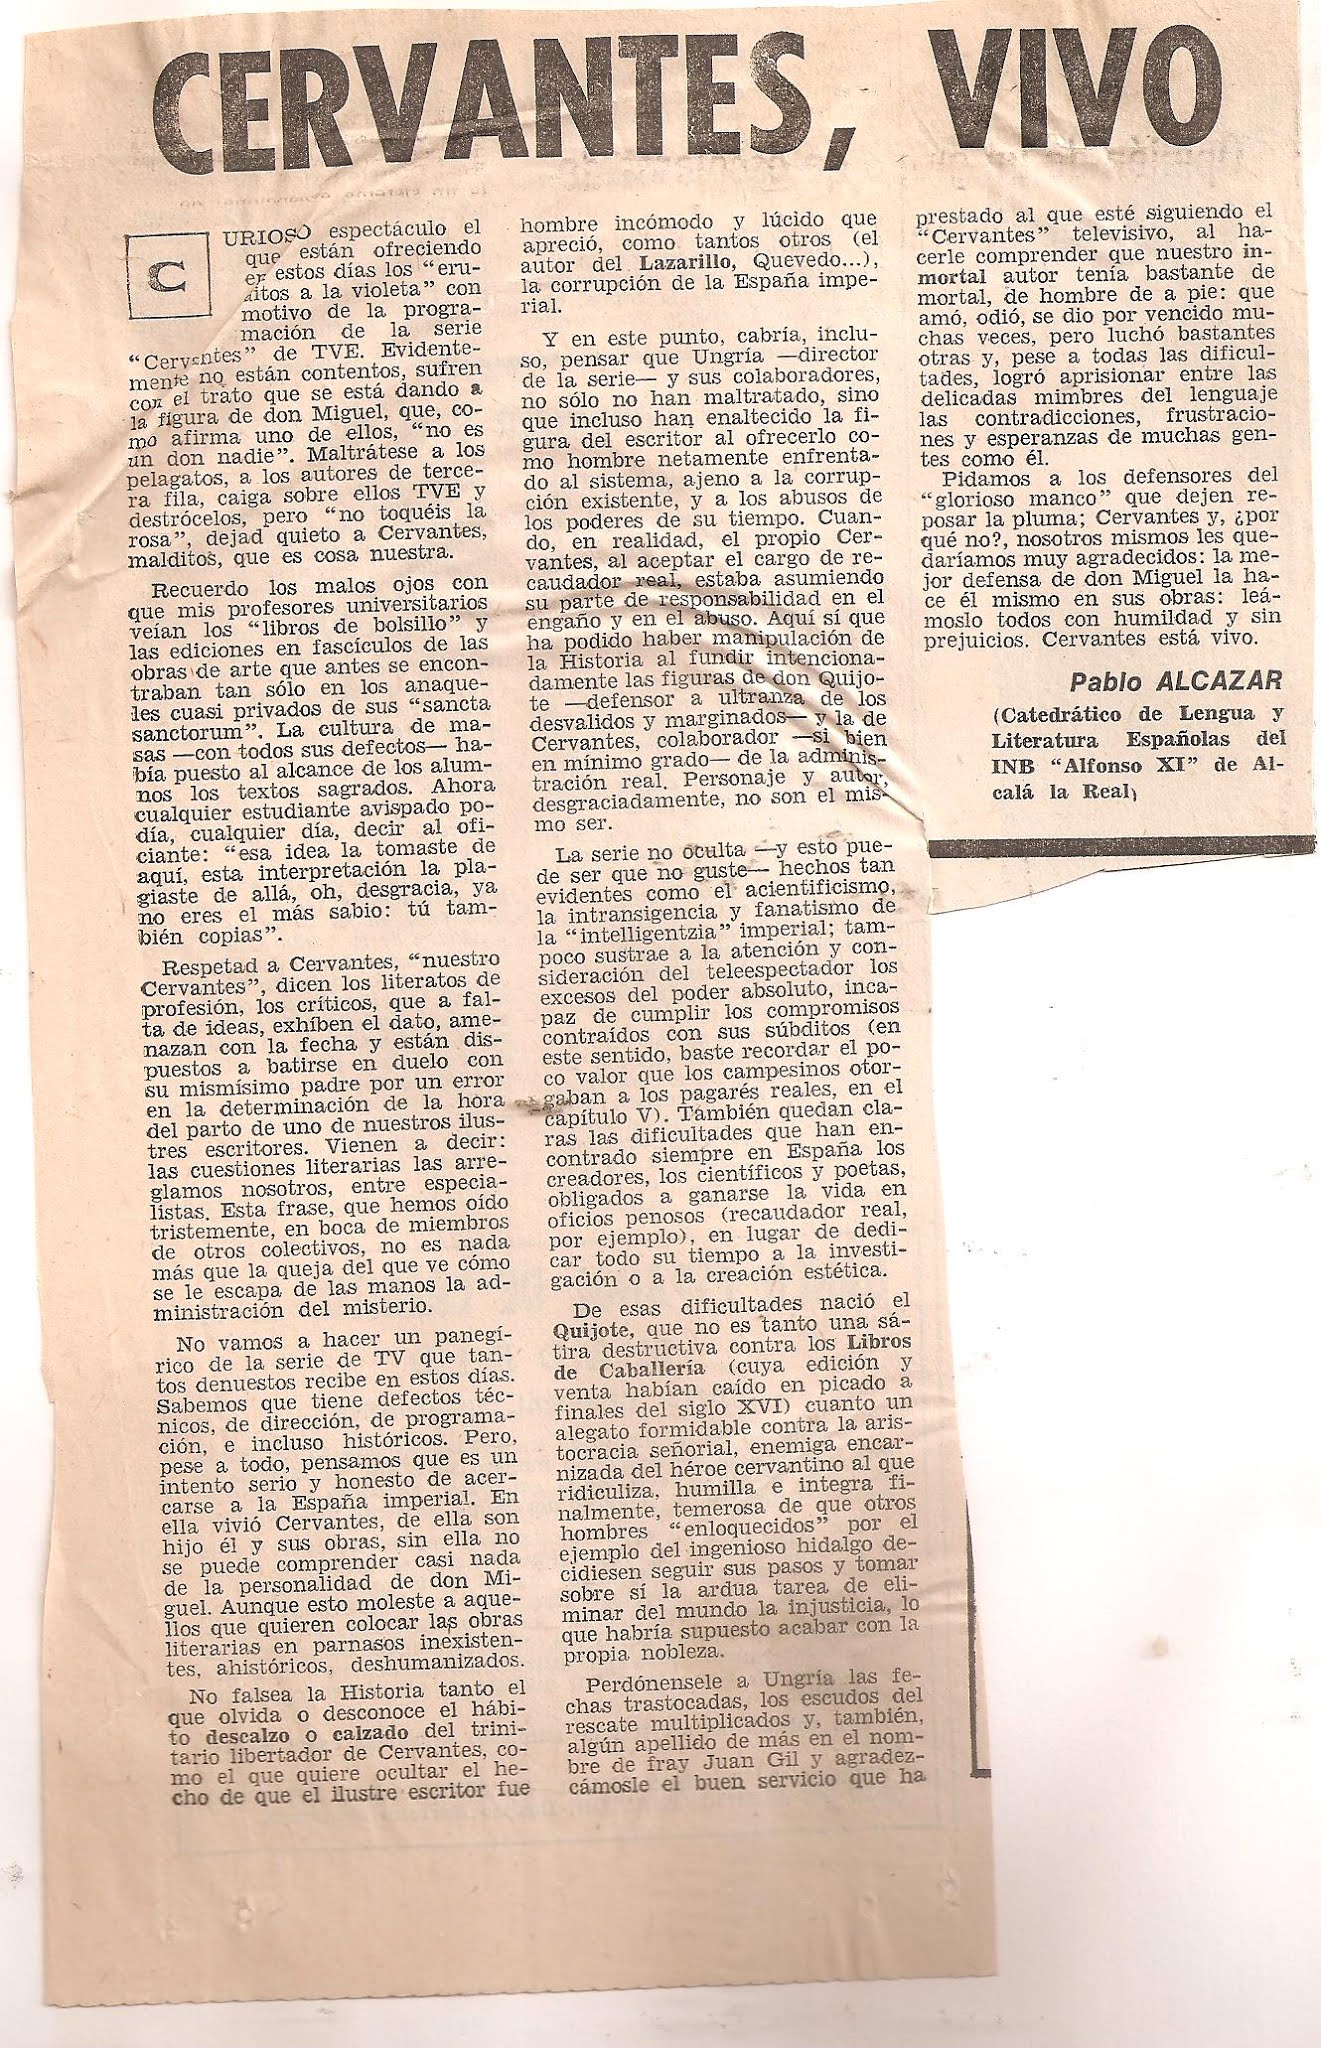 CERVANTES, VIVO
CURIOSO espectáculo el
que están ofreciendo
en estos días los “eru-
ditos a la violeta” con
motivo de la progra-
mación de la serie
“Cervantes” de TVE. Evidente-
mente no están contentos, sufren
con el trato que se está dando a
la figura de don Miguel, que, co-
mo afirma uno de ellos, “no es
un don nadie”. Maltrátese a los
pelagatos, a los autores de terce-
ra fila, caiga sobre ellos TVE y
destrócelos, pero “no toquéis la
rosa”, dejad quieto a Cervantes,
malditos, que es cosa nuestra.
Recuerdo los malos ojos con
que mis profesores universitarios
veían los “libros de bolsillo” y
las ediciones en fascículos de las
obras de arte que antes se encon-
traban tan sólo en los anaque-
les cuasi privados de sus “sancta
sanctorum”. La cultura de ma-
sas —con todos sus defectos— ha-
bía puesto al alcance de los alum-
nos los textos sagrados. Ahora
cualquier estudiante avispado po-
día, cualquier día, decir al ofi-
ciante: “esa idea la tomaste de
aquí, esta interpretación la pla-
giaste de allá, oh, desgracia, ya
no eres el más sabio: tú tam-
bién copias”.
Respetad a Cervantes, “nuestro
Cervantes”, dicen los literatos de
profesión, los críticos, que a fal-
ta de ideas, exhíben el dato, ame-
nazan con la fecha y están dis-
puestos a batirse en duelo con
su mismísimo padre por un error
en la determinación de la hora
del parto de uno de nuestros ilus-
tres escritores. Vienen a decir:
las cuestiones literarias las arre-
glamos nosotros, entre especia-
listas. Esta frase, que hemos oído
tristemente, en boca de miembros
de otros colectivos, no es nada
más que la queja del que ve cómo
se le escapa de las manos la ad-
ministración del misterio.
No vamos a hacer un panegí-
rico de la serie de TV que tan-
tos denuestos recibe en estos días.
Sabemos que tiene defectos téc-
nicos, de dirección, de programa-
ción, e incluso históricos. Pero,
pese a todo, pensamos que es un
intento serio y honesto de acer-
carse a la España imperial. En
ella vivió Cervantes, de ella son
hijo él y sus obras, sin ella no
se puede comprender casi nada
de la personalidad de don Mi-
guel. Aunque esto moleste a aque-
llos que quieren colocar las obras
literarias en parnasos inexisten-
tes, ahistóricos, deshumanizados.
No falsea la Historia tanto el
que olvida o desconoce el hábi-
to descalzo o calzado del trini-
tario libertador de Cervantes, co-
mo el que quiere ocultar el he-
cho de que el ilustre escritor fue
hombre incómodo y lúcido que
apreció, como tantos otros (el
autor del Lazarillo, Quevedo...),
la corrupción de la España impe-
rial.
Y en este punto, cabría, inclu-
so, pensar que Ungría —director
de la serie— y sus colaboradores,
no sólo no han maltratado, sino
que incluso han enaltecido la fi-
gura del escritor al ofrecerlo co-
mo hombre netamente enfrenta-
do al sistema, ajeno a la corrup-
ción existente, y a los abusos de
los poderes de su tiempo. Cuan-
do, en realidad, el propio Cer-
vantes, al aceptar el cargo de re-
caudador real, estaba asumiendo
su parte de responsabilidad en el
engaño y en el abuso. Aquí sí que
ha podido haber manipulación de
la Historia al fundir intenciona-
damente las figuras de don Quijo-
te —defensor a ultranza de los
desvalidos y marginados— y la de
Cervantes, colaborador —si bien
en mínimo grado— de la adminis-
tración real. Personaje y autor,
desgraciadamente, no son el mis-
mo ser.
La serie no oculta —y esto pue-
de ser que no guste— hechos tan
evidentes como el acientificismo,
la intransigencia y fanatismo de
la “intelligentzia” imperial; tam-
poco sustrae a la atención y con-
sideración del teleespectador los
excesos del poder absoluto, inca-
paz de cumplir los compromisos
contraídos con sus súbditos (en
este sentido, baste recordar el po-
co valor que los campesinos otor-
gaban a los pagarés reales, en el
capítulo V). También quedan cla-
ras las dificultades que han en-
contrado siempre en España los
creadores, los científicos y poetas,
obligados a ganarse la vida en
oficios penosos (recaudador real,
por ejemplo), en lugar de dedi-
car todo su tiempo a la investi-
gación o a la creación estética.
De esas dificultades nació el
Quijote, que no es tanto una sá-
tira destructiva contra los Libros
de Caballería (cuya edición y
venta habían caído en picado a
finales del siglo XVI) cuanto un
alegato formidable contra la aris-
tocracia señorial, enemiga encar-
nizada del héroe cervantino al que
ridiculiza, humilla e integra fi-
nalmente, temerosa de que otros
hombres “enloquecidos” por el
ejemplo del ingenioso hidalgo de-
cidiesen seguir sus pasos y tomar
sobre sí la ardua tarea de eli-
minar del mundo la injusticia, lo
que habría supuesto acabar con la
propia nobleza.
Perdónensele a Ungría las fe-
chas trastocadas, los escudos del
rescate multiplicados y, también,
algún apellido de más en el nom-
bre de fray Juan Gil y agradez-
cámosle el buen servicio que ha
prestado al que esté siguiendo el
“Cervantes” televisivo, al ha-
cerle comprender que nuestro in-
mortal autor tenía bastante de
mortal, de hombre de a pie: que
amó, odió, se dio por vencido mu-
chas veces, pero luchó bastantes
otras y, pese a todas las dificul-
tades, logró aprisionar entre las
delicadas mimbres del lenguaje
las contradicciones, frustracio-
nes y esperanzas de muchas gen-
tes como él.
Pidamos a los defensores del
“glorioso manco” que dejen re-
posar la pluma; Cervantes y, ¿por
qué no?, nosotros mismos les que-
daríamos muy agradecidos: la me-
jor defensa de don Miguel la ha-
ce él mismo en sus obras: leá-
moslo todos con humildad y sin
prejuicios. Cervantes está vivo.
Pablo ALCAZAR
(Catedrático de Lengua y
Literatura Españolas del
INB “Alfonso XI” de Al-
calá la Real)